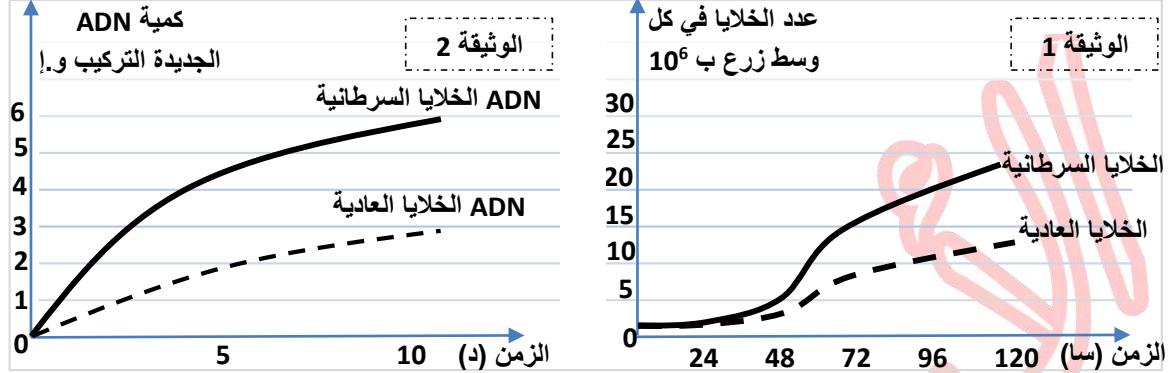 الوثيقة 1
عدد الخلايا في كل
وسط زرع ب 10⁶
30
25
20
15
10
5
0
الخلايا السرطانية
الخلايا العادية
24 48 72 96 120 الزمن (سا)
الوثيقة 2
كمية ADN
الجديدة التركيب و.إ
6
5
4
3
2
1
0
ADN الخلايا السرطانية
ADN الخلايا العادية
5 10 الزمن (د)